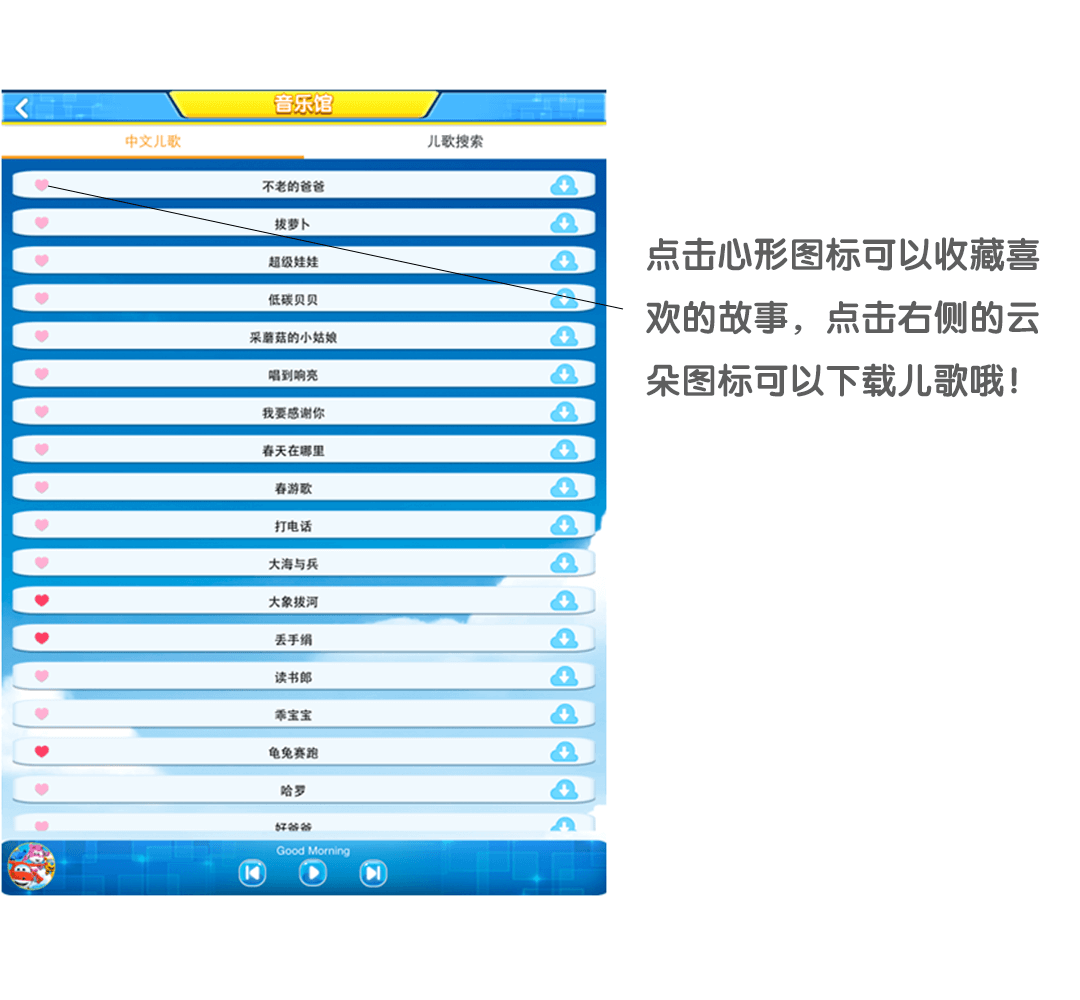 音乐馆
中文儿歌
儿歌搜索
不老的爸爸
拔萝卜
超级娃娃
低碳贝贝
采蘑菇的小姑娘
唱到响亮
我要感谢你
春天在哪里
春游歌
打电话
大海与兵
大象拔河
丢手绢
读书郎
乖宝宝
龟兔赛跑
哈罗
好爸爸
Good Morning
点击心形图标可以收藏喜
欢的故事，点击右侧的云
朵图标可以下载儿歌哦！